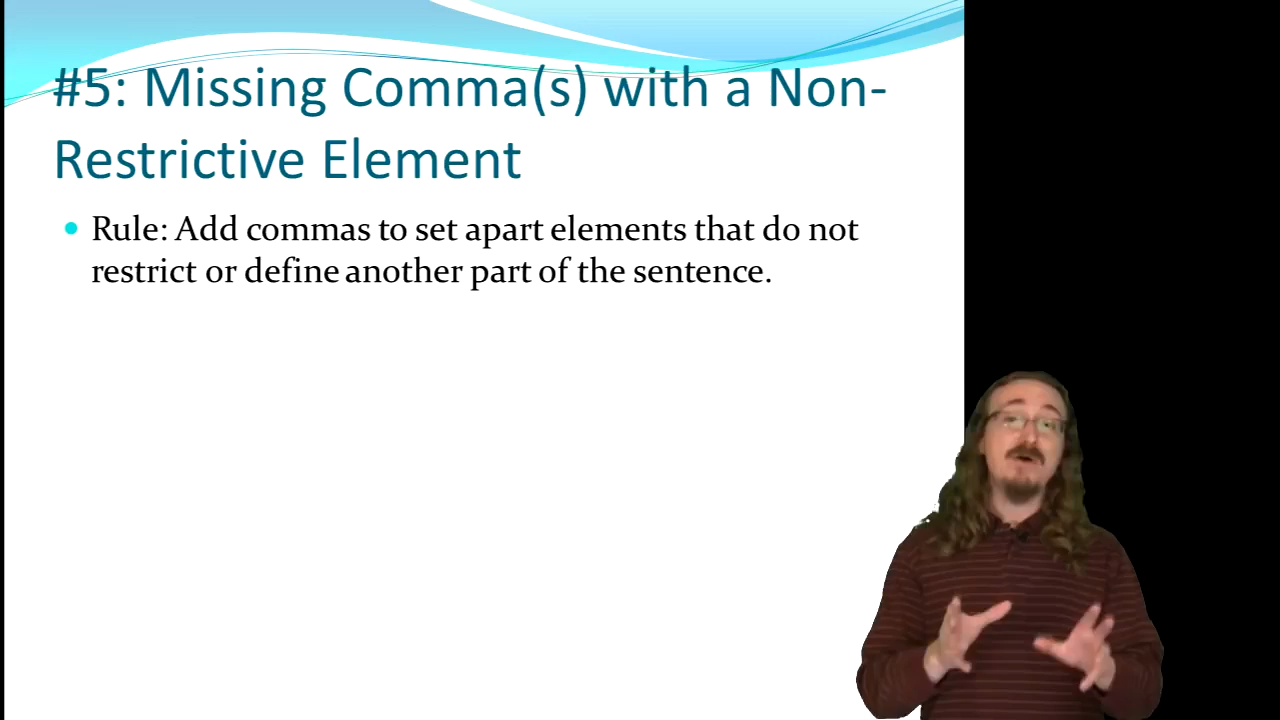 #5: Missing Comma(s) with a Non-
Restrictive Element
• Rule: Add commas to set apart elements that do not
restrict or define another part of the sentence.